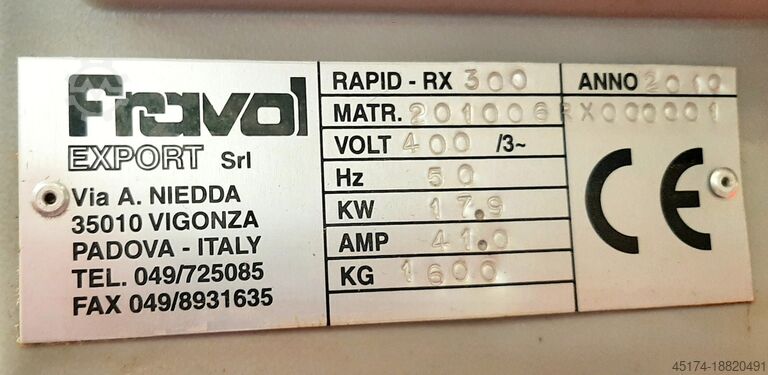 Fravol
EXPORT Srl
Via A. NIEDDA
35010 VIGONZA
PADOVA - ITALY
TEL. 049/725085
FAX 049/8931635
RAPID - RX 300 ANNO 2010
MATR. 201006RX000001
VOLT 400 /3~
Hz 50
KW 17.9
AMP 41.0
KG 1600
CE
45174-18820491